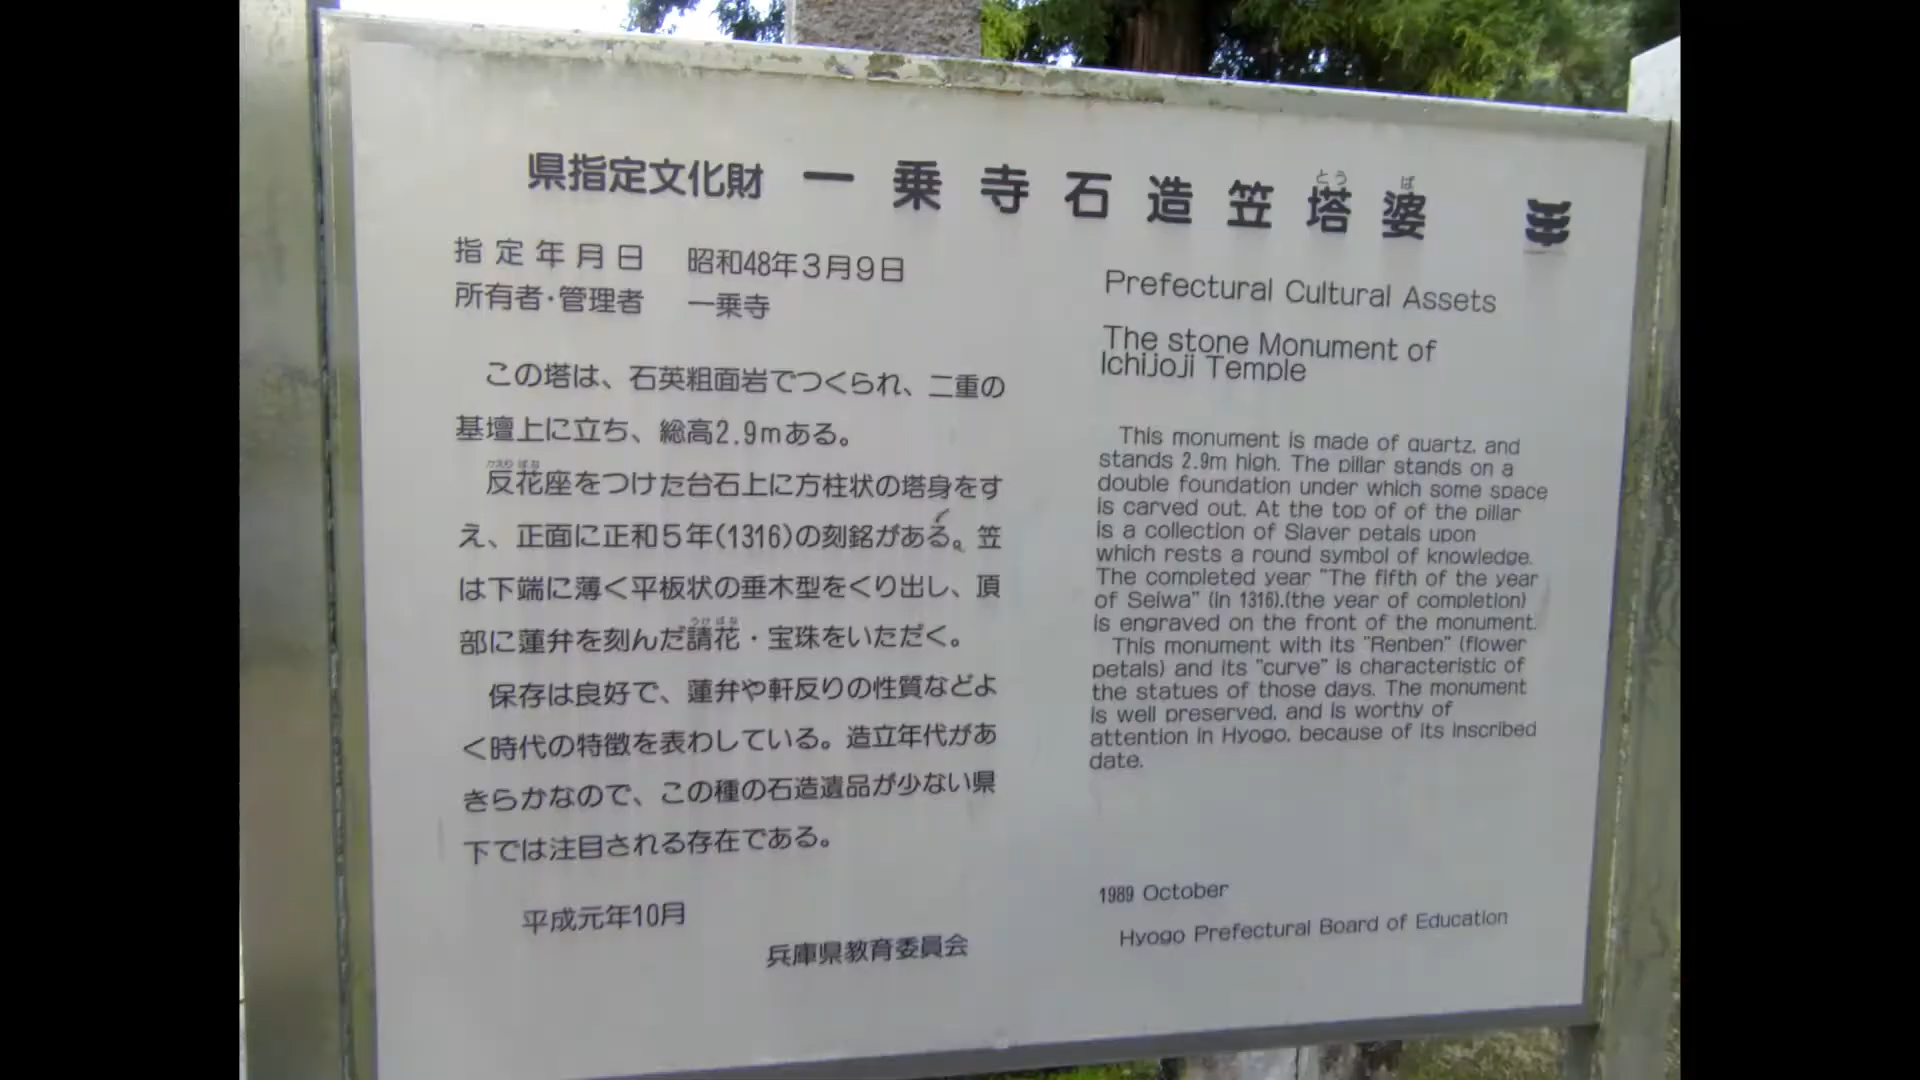 県指定文化財 一乗寺石造笠塔婆
とう ば
指定年月日 昭和48年3月9日
所有者・管理者 一乗寺
この塔は、石英粗面岩でつくられ、二重の
基壇上に立ち、総高2.9mある。
かえり ばな
反花座をつけた台石上に方柱状の塔身をす
え、正面に正和5年(1316)の刻銘がある。笠
は下端に薄く平板状の垂木型をくり出し、頂
うけ ばな
部に蓮弁を刻んだ請花・宝珠をいただく。
保存は良好で、蓮弁や軒反りの性質などよ
く時代の特徴を表わしている。造立年代があ
きらかなので、この種の石造遺品が少ない県
下では注目される存在である。
平成元年10月
兵庫県教育委員会
Prefectural Cultural Assets
The stone Monument of
Ichijoji Temple
This monument is made of quartz, and
stands 2.9m high. The pillar stands on a
double foundation under which some space
is carved out. At the top of of the pillar
is a collection of Slaver petals upon
which rests a round symbol of knowledge.
The completed year "The fifth of the year
of Seiwa" (in 1316).(the year of completion)
is engraved on the front of the monument.
This monument with its "Renben" (flower
petals) and its "curve" is characteristic of
the statues of those days. The monument
is well preserved, and is worthy of
attention in Hyogo, because of its inscribed
date.
1989 October
Hyogo Prefectural Board of Education